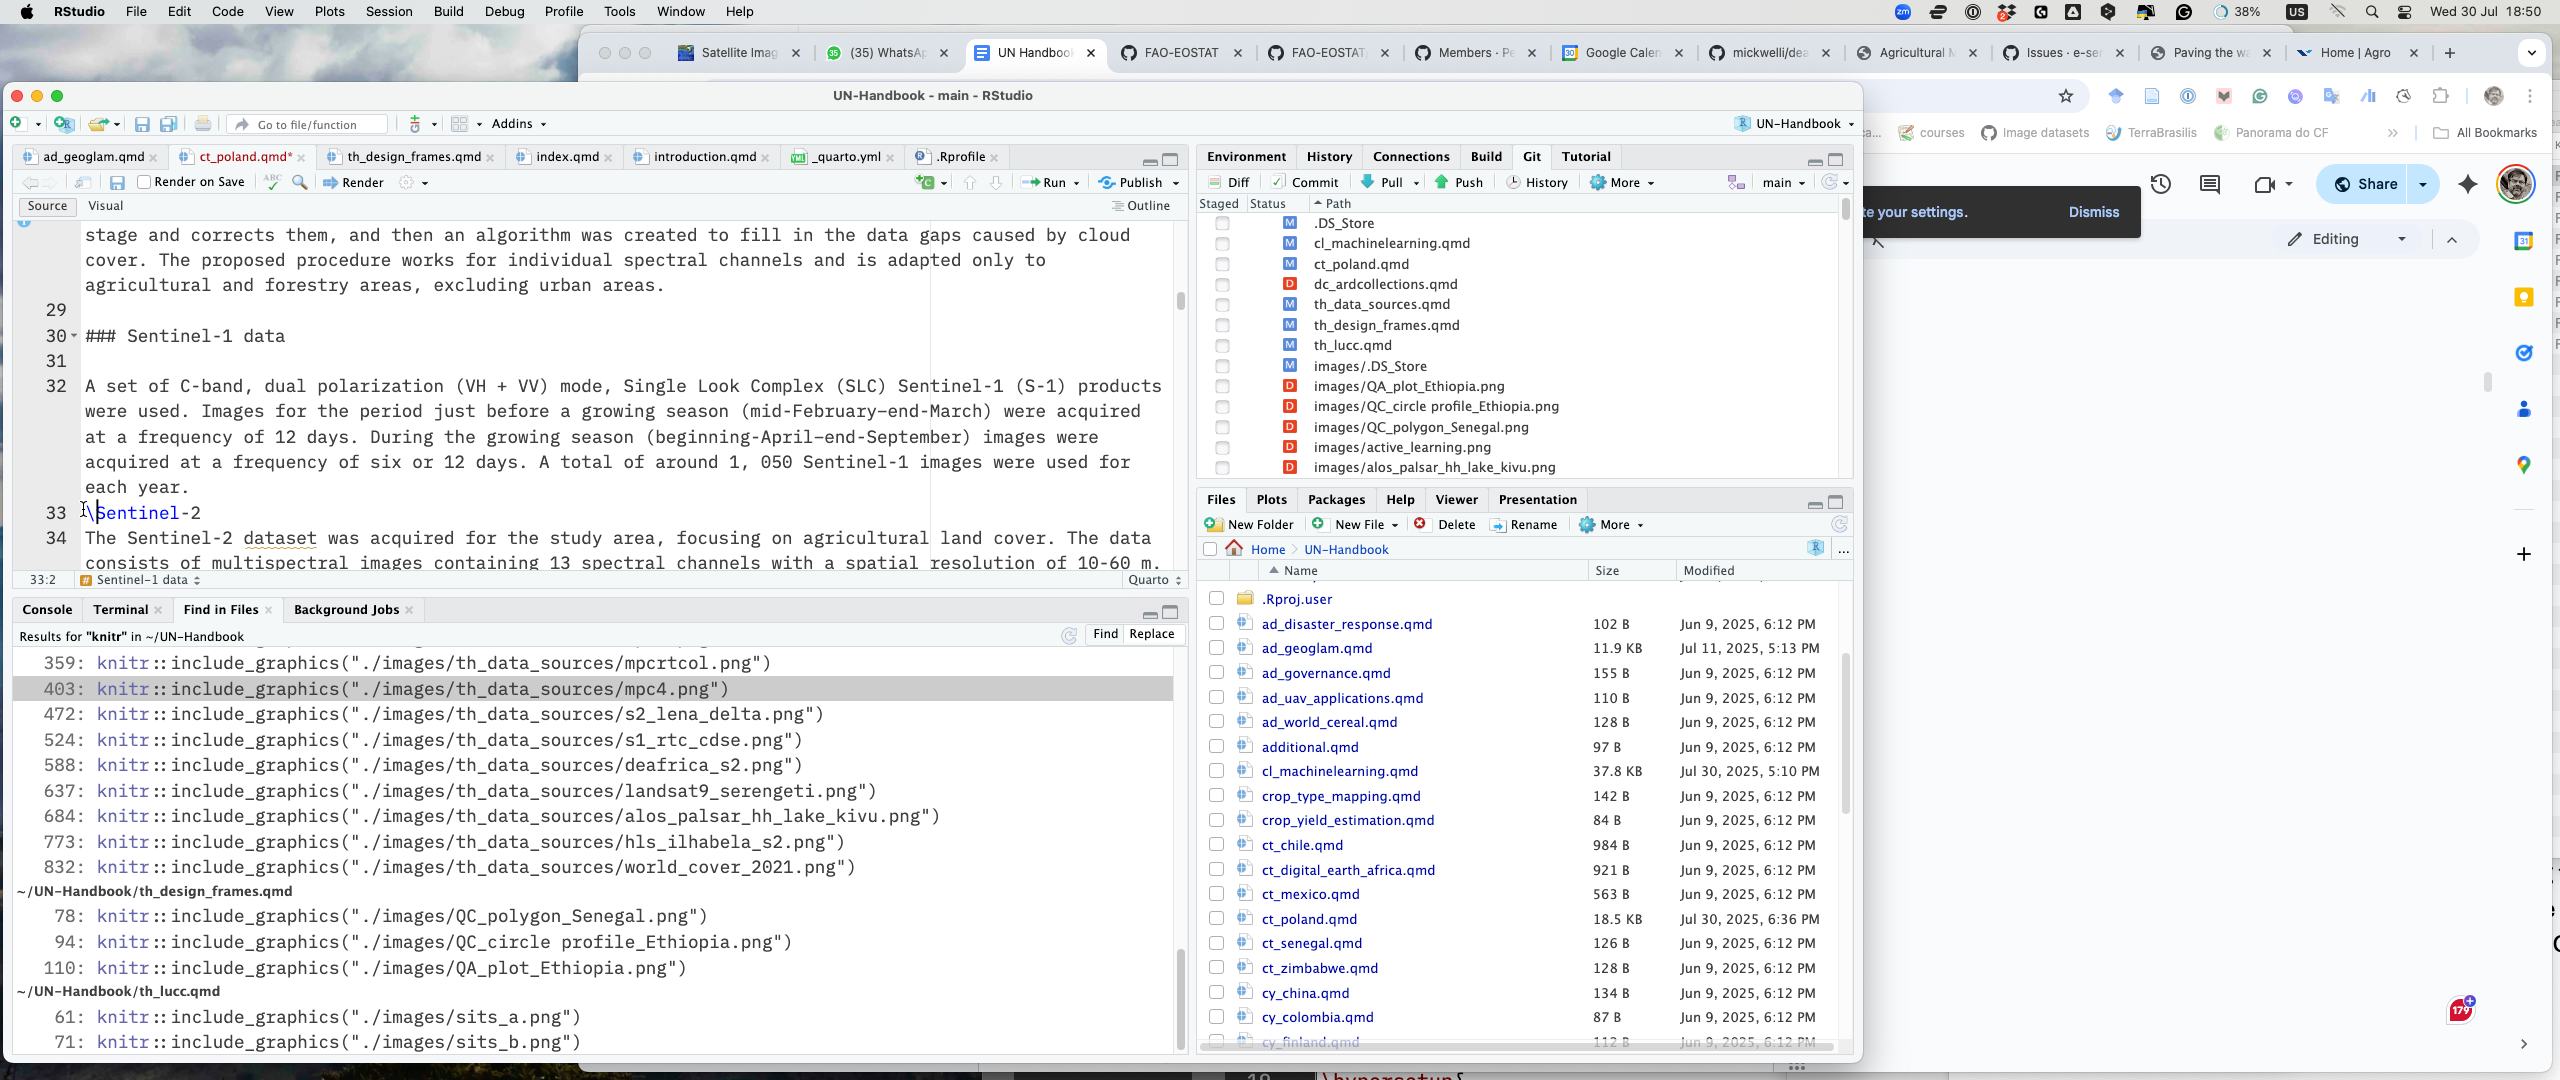 RStudio File Edit Code View Plots Session Build Debug Profile Tools Window Help
38% US Wed 30 Jul 18:50
Satellite Imag (35) WhatsAp UN Handboo FAO-EOSTAT FAO-EOSTAT Members · Pe Google Calen mickwelli/dea Agricultural M Issues · e-se Paving the w Home | Agro
UN-Handbook - main - RStudio
Go to file/function Addins UN-Handbook
courses Image datasets TerraBrasilis Panorama do CF All Bookmarks
ad_geoglam.qmd ct_poland.qmd* th_design_frames.qmd index.qmd introduction.qmd _quarto.yml .Rprofile
Render on Save Render Run Publish
Source Visual Outline
stage and corrects them, and then an algorithm was created to fill in the data gaps caused by cloud
cover. The proposed procedure works for individual spectral channels and is adapted only to
agricultural and forestry areas, excluding urban areas.
29
30 ### Sentinel-1 data
31
32 A set of C-band, dual polarization (VH + VV) mode, Single Look Complex (SLC) Sentinel-1 (S-1) products
were used. Images for the period just before a growing season (mid-February–end-March) were acquired
at a frequency of 12 days. During the growing season (beginning-April–end-September) images were
acquired at a frequency of six or 12 days. A total of around 1, 050 Sentinel-1 images were used for
each year.
33 \Sentinel-2
34 The Sentinel-2 dataset was acquired for the study area, focusing on agricultural land cover. The data
consists of multispectral images containing 13 spectral channels with a spatial resolution of 10-60 m.
33:2 Sentinel-1 data Quarto
Console Terminal Find in Files Background Jobs
Results for "knitr" in ~/UN-Handbook Find Replace
359: knitr::include_graphics("./images/th_data_sources/mpcrtcol.png")
403: knitr::include_graphics("./images/th_data_sources/mpc4.png")
472: knitr::include_graphics("./images/th_data_sources/s2_lena_delta.png")
524: knitr::include_graphics("./images/th_data_sources/s1_rtc_cdse.png")
588: knitr::include_graphics("./images/th_data_sources/deafrica_s2.png")
637: knitr::include_graphics("./images/th_data_sources/landsat9_serengeti.png")
684: knitr::include_graphics("./images/th_data_sources/alos_palsar_hh_lake_kivu.png")
773: knitr::include_graphics("./images/th_data_sources/hls_ilhabela_s2.png")
832: knitr::include_graphics("./images/th_data_sources/world_cover_2021.png")
~/UN-Handbook/th_design_frames.qmd
78: knitr::include_graphics("./images/QC_polygon_Senegal.png")
94: knitr::include_graphics("./images/QC_circle profile_Ethiopia.png")
110: knitr::include_graphics("./images/QA_plot_Ethiopia.png")
~/UN-Handbook/th_lucc.qmd
61: knitr::include_graphics("./images/sits_a.png")
71: knitr::include_graphics("./images/sits_b.png")
Environment History Connections Build Git Tutorial
Diff Commit Pull Push History More main
Staged Status Path
M .DS_Store
M cl_machinelearning.qmd
M ct_poland.qmd
D dc_ardcollections.qmd
M th_data_sources.qmd
M th_design_frames.qmd
M th_lucc.qmd
M images/.DS_Store
D images/QA_plot_Ethiopia.png
D images/QC_circle profile_Ethiopia.png
D images/QC_polygon_Senegal.png
D images/active_learning.png
D images/alos_palsar_hh_lake_kivu.png
Files Plots Packages Help Viewer Presentation
New Folder New File Delete Rename More
Home UN-Handbook ...
Name Size Modified
.Rproj.user
ad_disaster_response.qmd 102 B Jun 9, 2025, 6:12 PM
ad_geoglam.qmd 11.9 KB Jul 11, 2025, 5:13 PM
ad_governance.qmd 155 B Jun 9, 2025, 6:12 PM
ad_uav_applications.qmd 110 B Jun 9, 2025, 6:12 PM
ad_world_cereal.qmd 128 B Jun 9, 2025, 6:12 PM
additional.qmd 97 B Jun 9, 2025, 6:12 PM
cl_machinelearning.qmd 37.8 KB Jul 30, 2025, 5:10 PM
crop_type_mapping.qmd 142 B Jun 9, 2025, 6:12 PM
crop_yield_estimation.qmd 84 B Jun 9, 2025, 6:12 PM
ct_chile.qmd 984 B Jun 9, 2025, 6:12 PM
ct_digital_earth_africa.qmd 921 B Jun 9, 2025, 6:12 PM
ct_mexico.qmd 563 B Jun 9, 2025, 6:12 PM
ct_poland.qmd 18.5 KB Jul 30, 2025, 6:36 PM
ct_senegal.qmd 126 B Jun 9, 2025, 6:12 PM
ct_zimbabwe.qmd 128 B Jun 9, 2025, 6:12 PM
cy_china.qmd 134 B Jun 9, 2025, 6:12 PM
cy_colombia.qmd 87 B Jun 9, 2025, 6:12 PM
cy_finland.qmd 112 B Jun 9, 2025, 6:12 PM
Share
te your settings. Dismiss
Editing
179
\hypersetup{